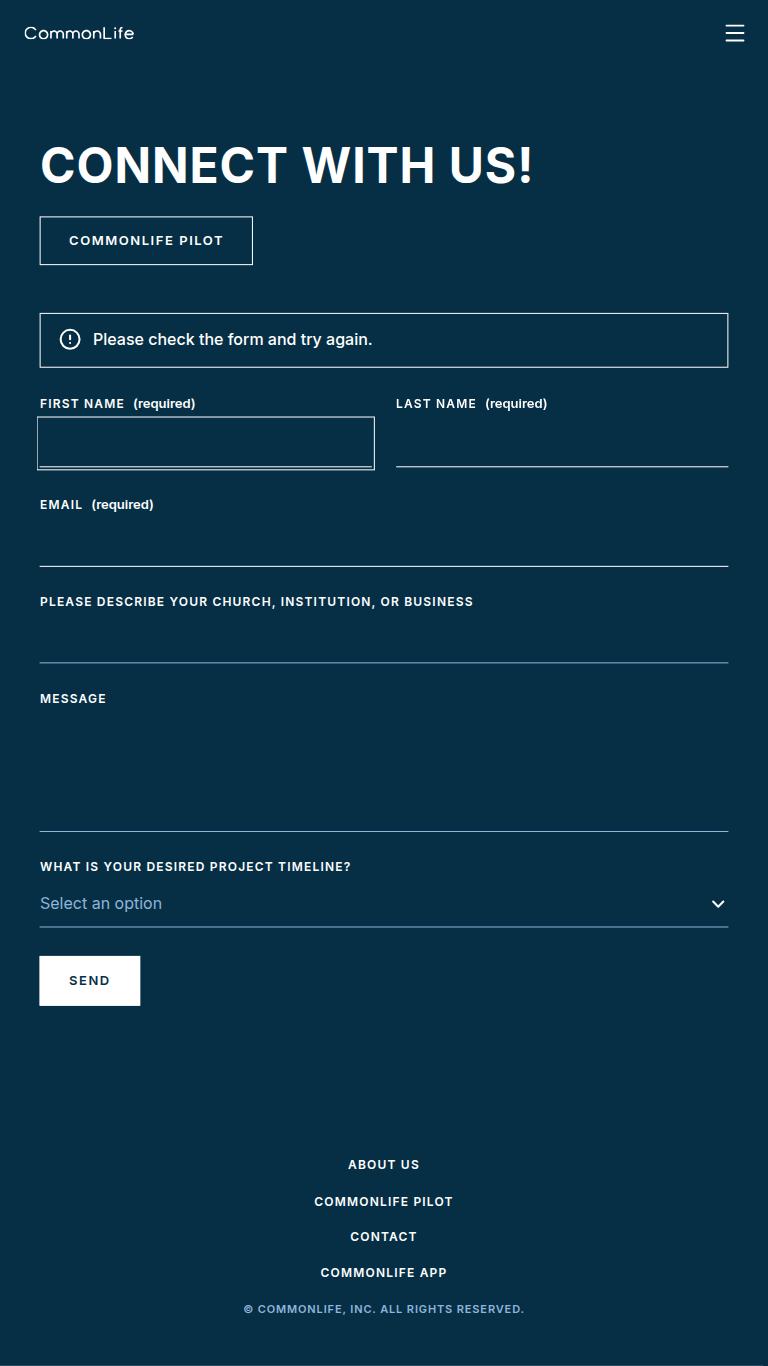 CommonLife
CONNECT WITH US!
COMMONLIFE PILOT
Please check the form and try again.
FIRST NAME (required)
LAST NAME (required)
EMAIL (required)
PLEASE DESCRIBE YOUR CHURCH, INSTITUTION, OR BUSINESS
MESSAGE
WHAT IS YOUR DESIRED PROJECT TIMELINE?
Select an option
SEND
ABOUT US
COMMONLIFE PILOT
CONTACT
COMMONLIFE APP
© COMMONLIFE, INC. ALL RIGHTS RESERVED.